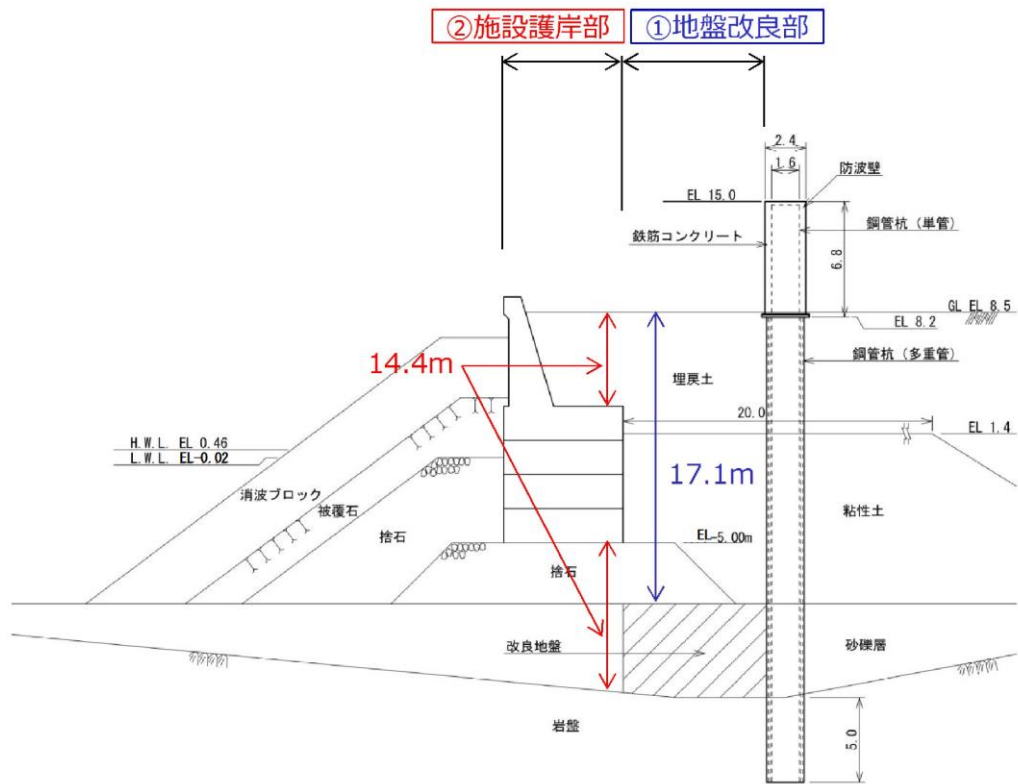 ②施設護岸部
①地盤改良部
2.4
1.6
防波壁
EL 15.0
鋼管杭（単管）
鉄筋コンクリート
6.8
GL EL 8.5
EL 8.2
14.4m
鋼管杭（多重管）
埋戻土
20.0
H.W.L. EL 0.46
L.W.L. EL-0.02
EL 1.4
17.1m
消波ブロック
被覆石
捨石
粘性土
EL-5.00m
捨石
改良地盤
砂礫層
岩盤
5.0